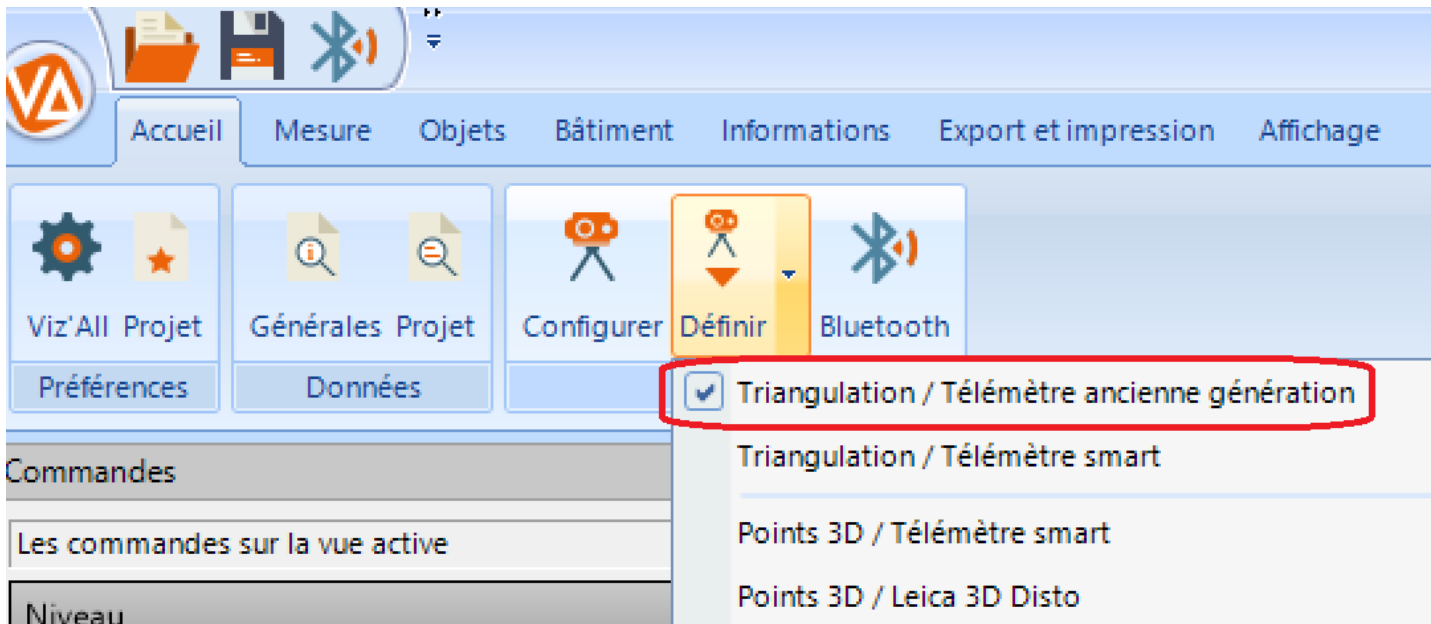 Accueil Mesure Objets Bâtiment Informations Export et impression Affichage
Viz'All Projet Générales Projet Configurer Définir Bluetooth
Préférences Données
Triangulation / Télémètre ancienne génération
Triangulation / Télémètre smart
Points 3D / Télémètre smart
Points 3D / Leica 3D Disto
Commandes
Les commandes sur la vue active
Niveau